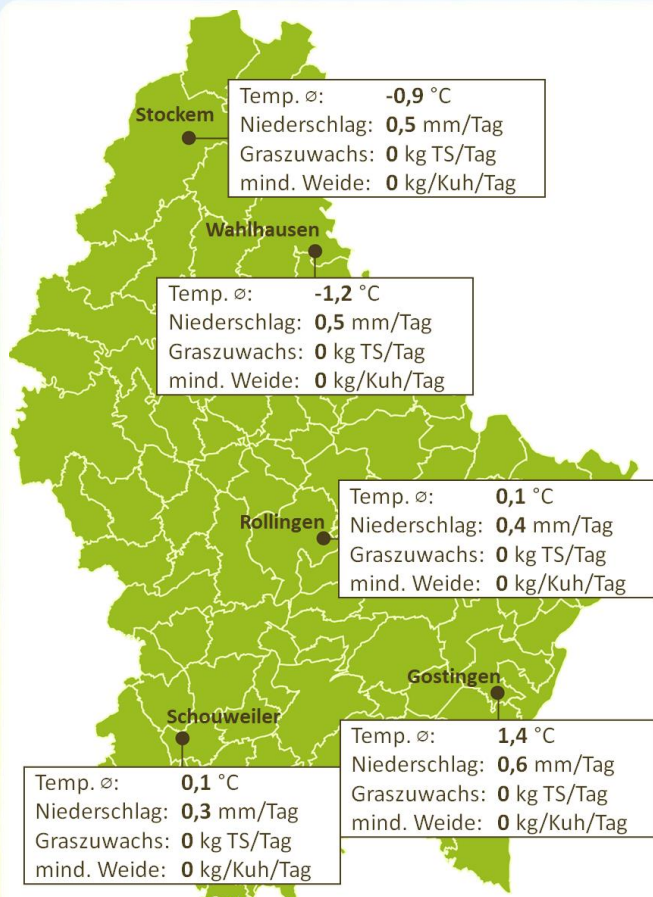 Stockem
Temp. ⌀: -0,9 °C
Niederschlag: 0,5 mm/Tag
Graszuwachs: 0 kg TS/Tag
mind. Weide: 0 kg/Kuh/Tag
Wahlhausen
Temp. ⌀: -1,2 °C
Niederschlag: 0,5 mm/Tag
Graszuwachs: 0 kg TS/Tag
mind. Weide: 0 kg/Kuh/Tag
Rollingen
Temp. ⌀: 0,1 °C
Niederschlag: 0,4 mm/Tag
Graszuwachs: 0 kg TS/Tag
mind. Weide: 0 kg/Kuh/Tag
Gostingen
Temp. ⌀: 1,4 °C
Niederschlag: 0,6 mm/Tag
Graszuwachs: 0 kg TS/Tag
mind. Weide: 0 kg/Kuh/Tag
Schouweiler
Temp. ⌀: 0,1 °C
Niederschlag: 0,3 mm/Tag
Graszuwachs: 0 kg TS/Tag
mind. Weide: 0 kg/Kuh/Tag